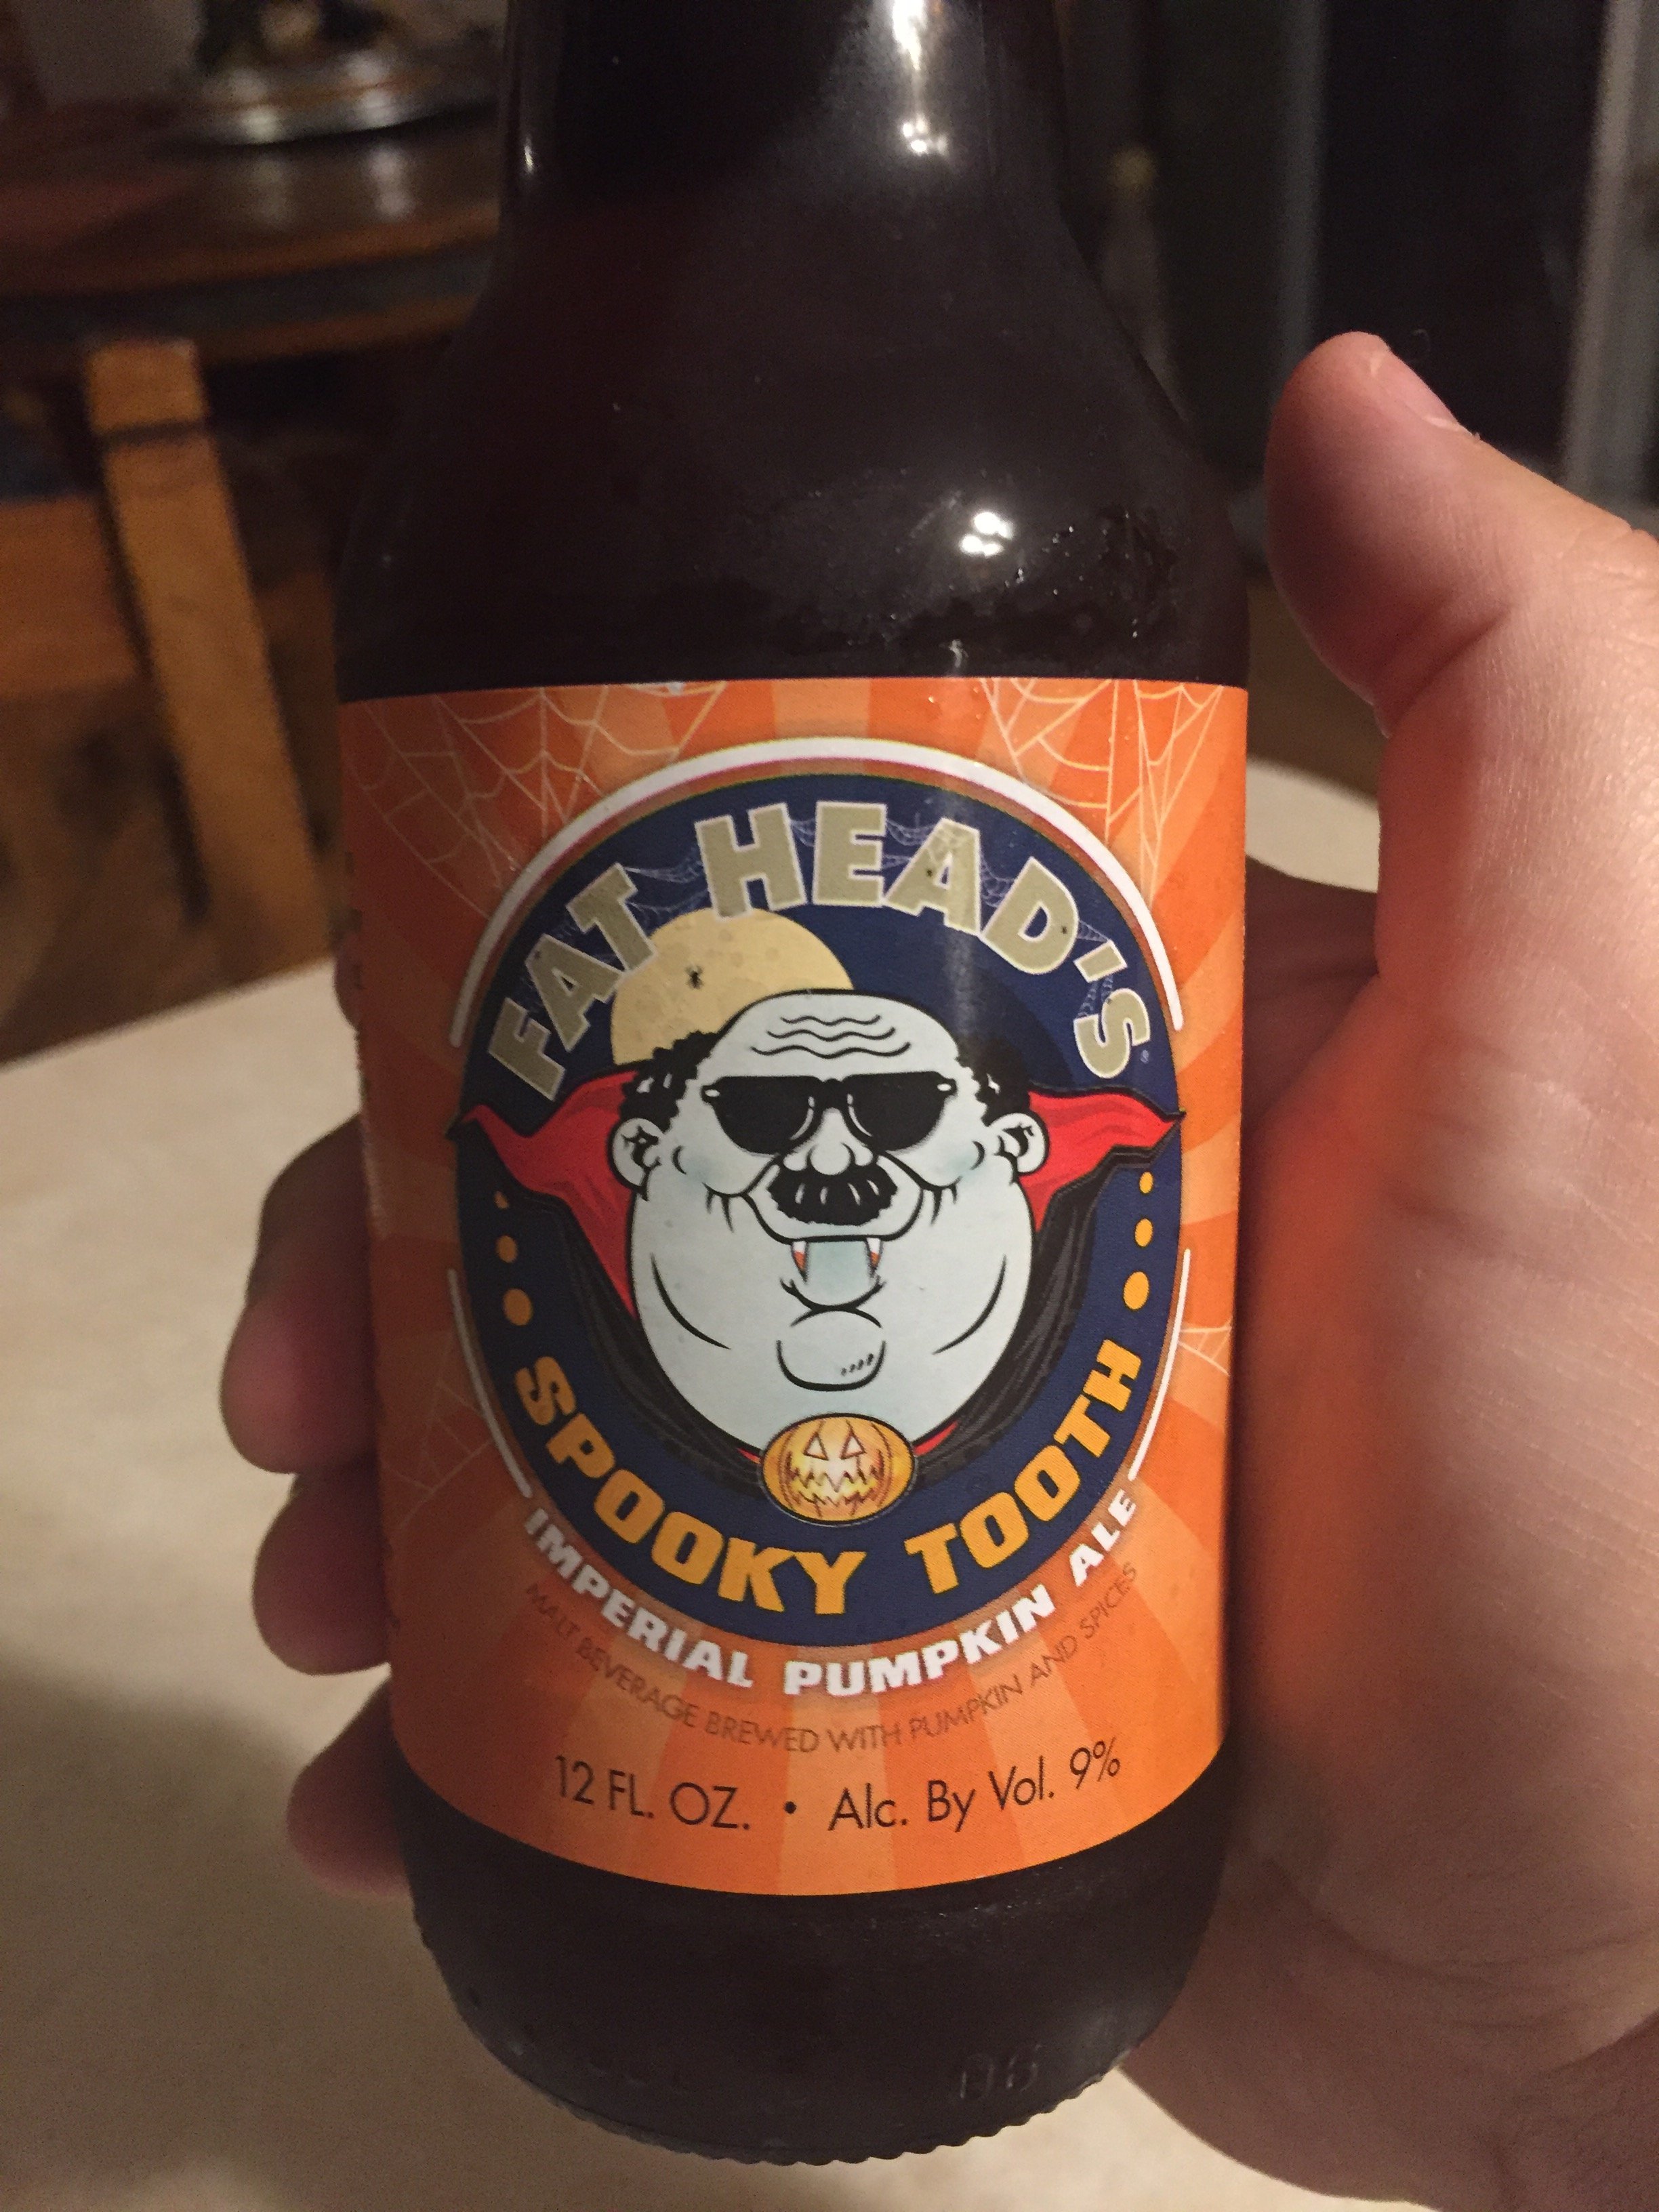 FAT HEAD'S
SPOOKY TOOTH
IMPERIAL PUMPKIN ALE
MALT BEVERAGE BREWED WITH PUMPKIN AND SPICES
12 FL. OZ. • Alc. By Vol. 9%